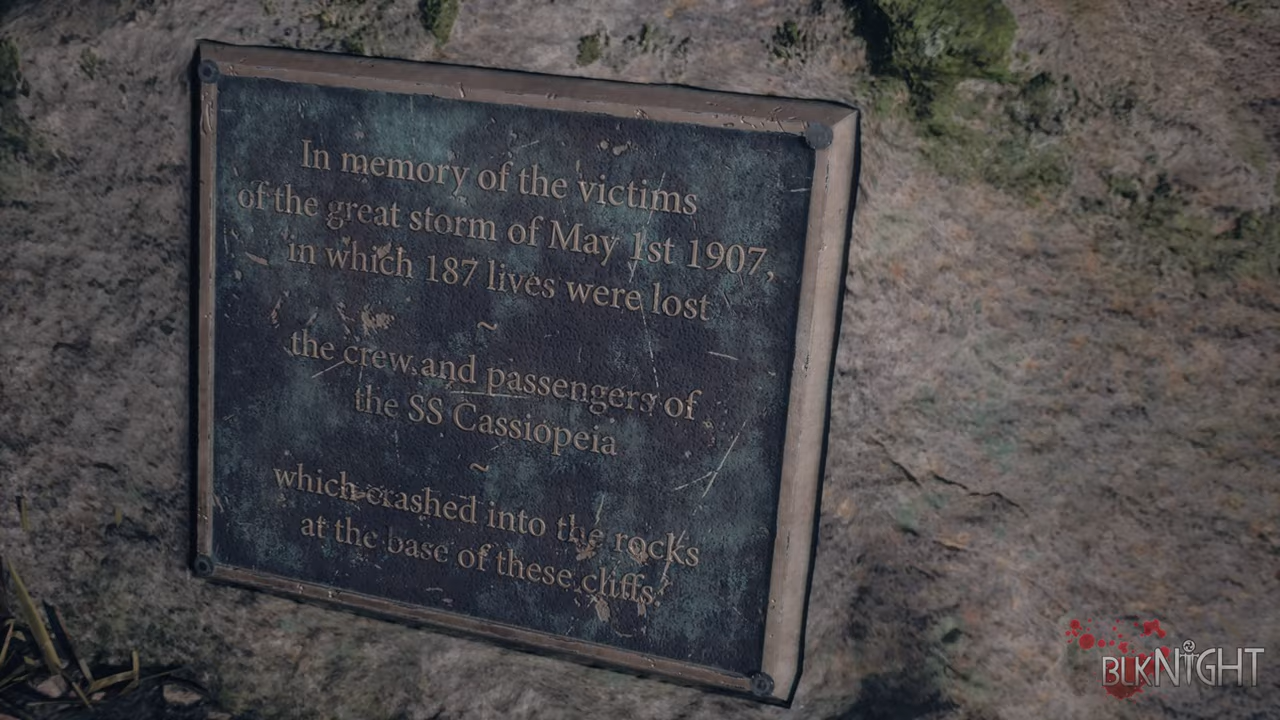 In memory of the victims
of the great storm of May 1st 1907,
in which 187 lives were lost
~
the crew and passengers of
the SS Cassiopeia
~
which crashed into the rocks
at the base of these cliffs.
BLKNIGHT